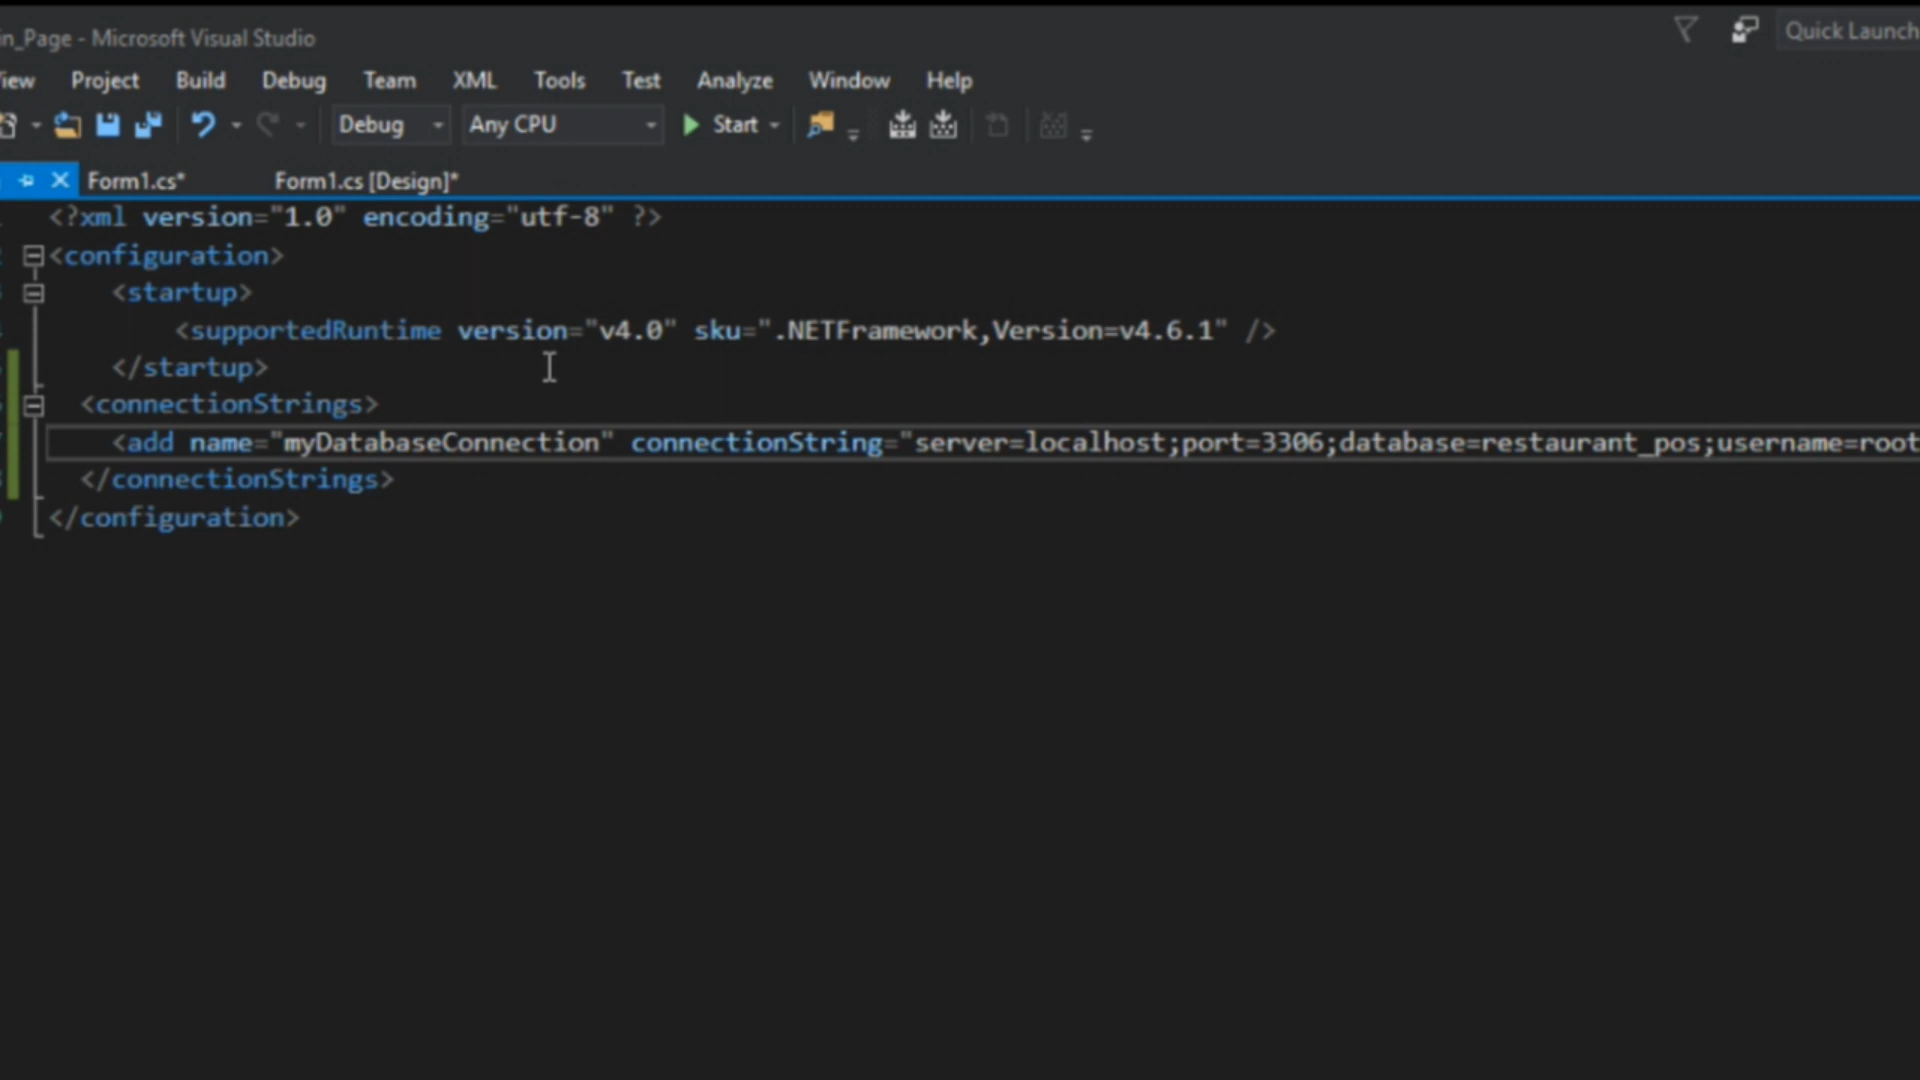 in_Page - Microsoft Visual Studio
Quick Launch
Project Build Debug Team XML Tools Test Analyze Window Help
Debug Any CPU Start
Form1.cs* Form1.cs [Design]*
<?xml version="1.0" encoding="utf-8" ?>
<configuration>
<startup>
<supportedRuntime version="v4.0" sku=".NETFramework,Version=v4.6.1" />
</startup>
<connectionStrings>
<add name="myDatabaseConnection" connectionString="server=localhost;port=3306;database=restaurant_pos;username=root
</connectionStrings>
</configuration>